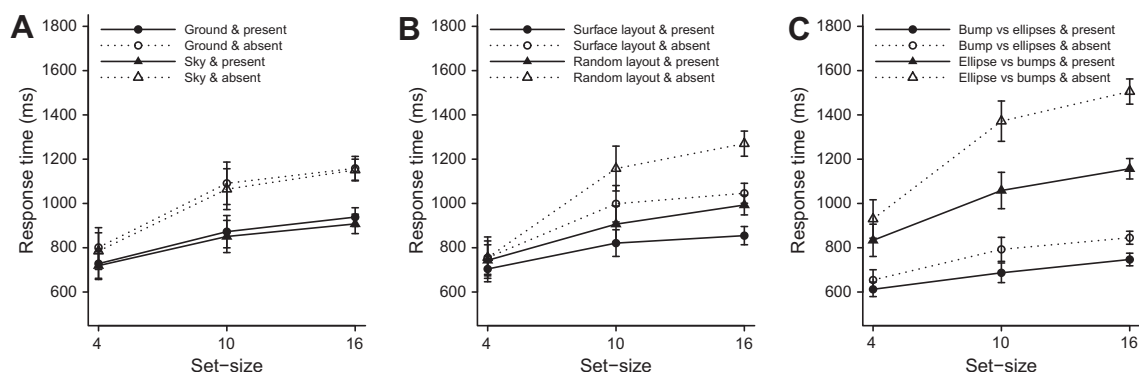 A
Ground & present
Ground & absent
Sky & present
Sky & absent
1800
1600
1400
1200
1000
800
600
Response time (ms)
4
10
16
Set−size
B
Surface layout & present
Surface layout & absent
Random layout & present
Random layout & absent
1800
1600
1400
1200
1000
800
600
Response time (ms)
4
10
16
Set−size
C
Bump vs ellipses & present
Bump vs ellipses & absent
Ellipse vs bumps & present
Ellipse vs bumps & absent
1800
1600
1400
1200
1000
800
600
Response time (ms)
4
10
16
Set−size